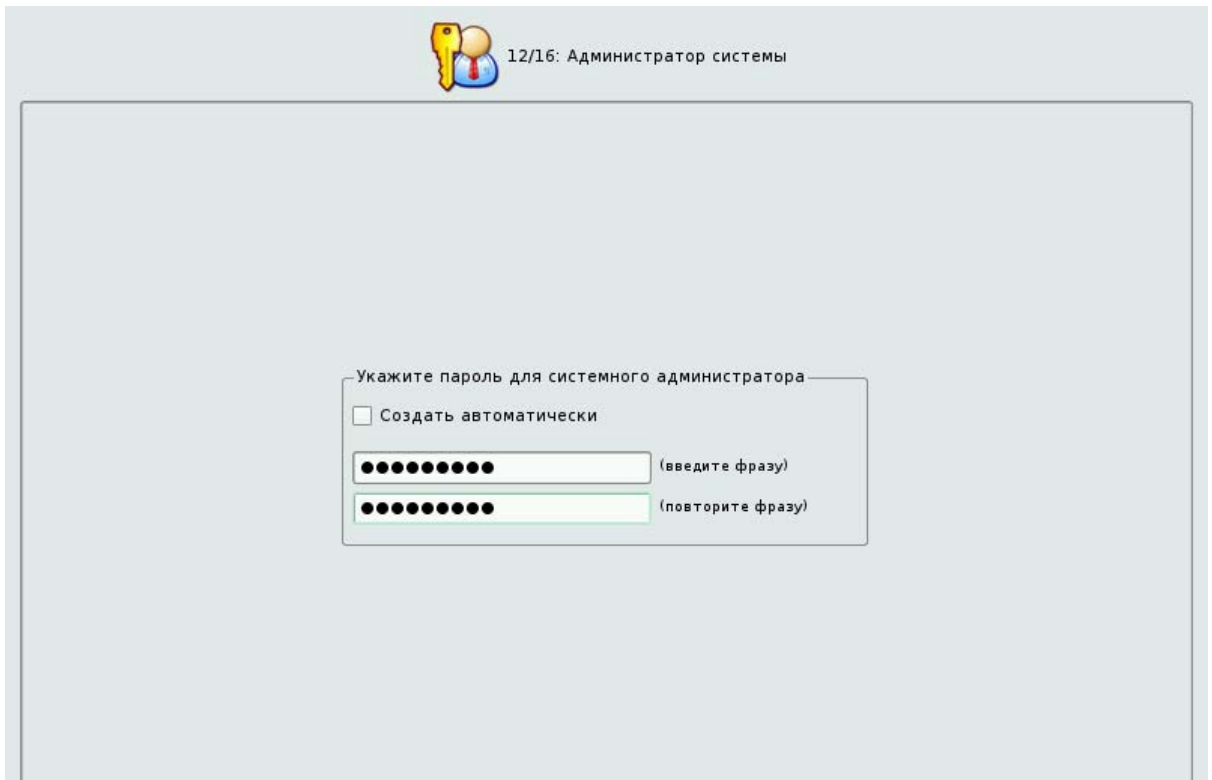 12/16: Администратор системы
Укажите пароль для системного администратора
Создать автоматически
(введите фразу)
(повторите фразу)